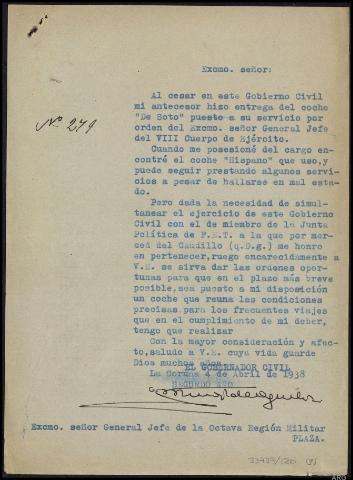 Excmo. señor:
Al cesar en este Gobierno Civil
mi antecesor hizo entrega del coche
"De Soto" puesto a su servicio por
Nº 279
orden del Excmo. señor General Jefe
del VIII Cuerpo de Ejército.
Cuando me posesioné del cargo en-
contré el coche "Hispano" que uso,y
puede seguir prestando algunos servi-
cios a pesar de hallarse en mal esta-
do.
Pero dada la necesidad de simul-
tanear el ejercicio de este Gobierno
Civil con el de miembro de la Junta
Política de F.E.T. a la que por mer-
ced del Caudillo (q.D.g.) me honro
en pertenecer,ruego encarecidamente a
V.E. se sirva dar las ordenes opor-
tunas para que en el plazo más breve
posible,sea puesto a mi disposición
un coche que reuna las condiciones
precisas para los frecuentes viajes
que en el cumplimiento de mi deber,
tengo que realizar
Con la mayor consideración y afec-
to,saludo a V.E. cuya vida guarde
Dios muchos años.
EL GOBERNADOR CIVIL
La Coruña 4 de Abril de 1938
SEGUNDO AÑO
Excmo. señor General Jefe de la Octava Región Militar
PLAZA.